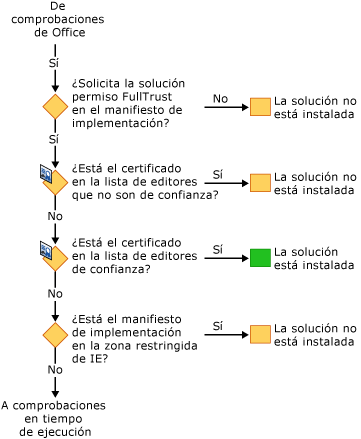 De
comprobaciones
de Office
Sí
¿Solicita la solución
permiso FullTrust
en el manifiesto de
implementación?
No
La solución no
está instalada
Sí
¿Está el certificado
en la lista de editores
que no son de confianza?
Sí
La solución no
está instalada
No
¿Está el certificado
en la lista de editores
de confianza?
Sí
La solución
está instalada
No
¿Está el manifiesto
de implementación
en la zona restringida
de IE?
Sí
La solución no
está instalada
No
A comprobaciones
en tiempo
de ejecución